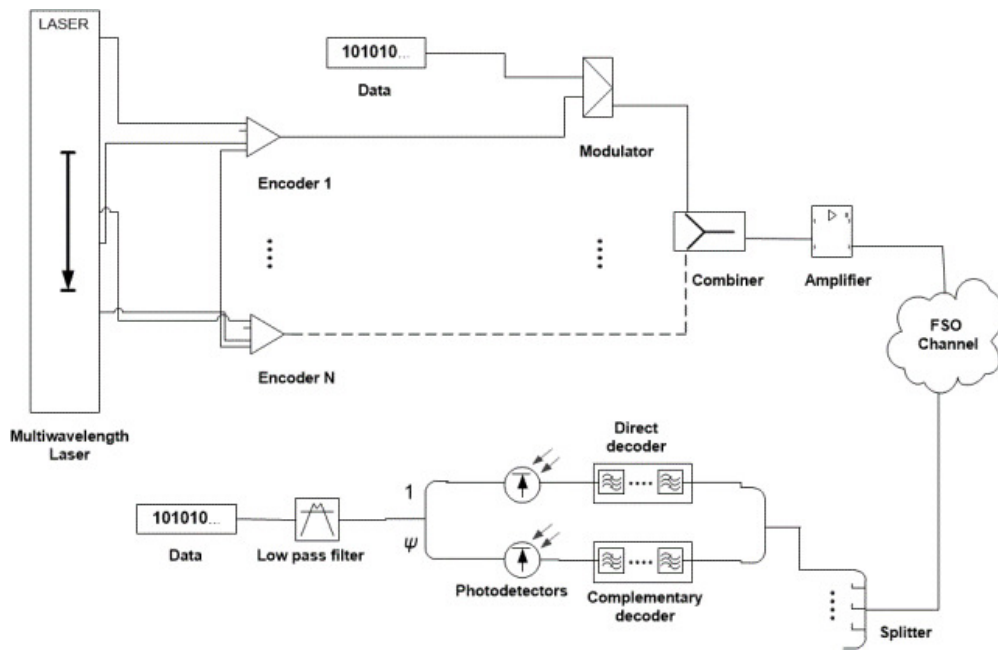 LASER
101010...
Data
Modulator
Encoder 1
Combiner
Amplifier
FSO
Channel
Encoder N
Multiwavelength
Laser
Direct
decoder
1
101010...
ψ
Data
Low pass filter
Photodetectors
Complementary
decoder
Splitter